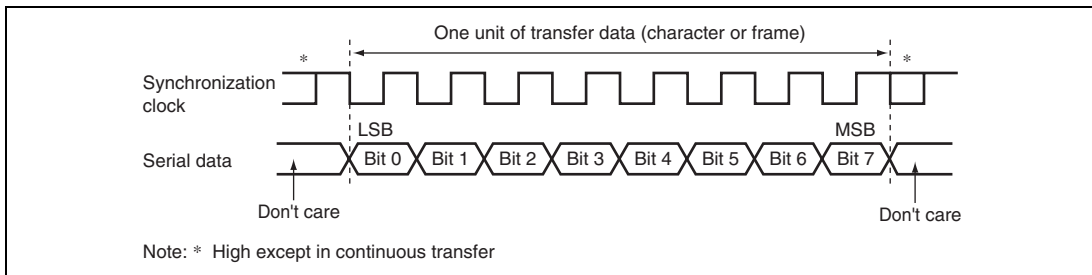 One unit of transfer data (character or frame)
* *
Synchronization
clock
LSB MSB
Serial data Bit 0 Bit 1 Bit 2 Bit 3 Bit 4 Bit 5 Bit 6 Bit 7
Don't care Don't care
Note: * High except in continuous transfer